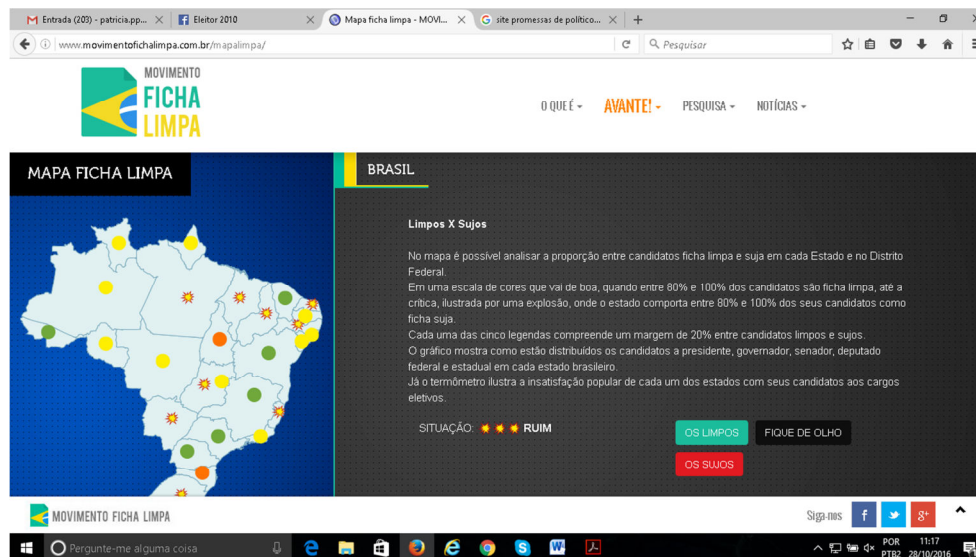 Entrada (203) - patricia.pp...
Eleitor 2010
Mapa ficha limpa - MOVI...
site promessas de político...
www.movimentofichalimpa.com.br/mapalimpa/
Pesquisar
MOVIMENTO
FICHA
LIMPA
O QUE É
AVANTE!
PESQUISA
NOTÍCIAS
MAPA FICHA LIMPA
BRASIL
Limpos X Sujos
No mapa é possível analisar a proporção entre candidatos ficha limpa e suja em cada Estado e no Distrito
Federal.
Em uma escala de cores que vai de boa, quando entre 80% e 100% dos candidatos são ficha limpa, até a
crítica, ilustrada por uma explosão, onde o estado comporta entre 80% e 100% dos seus candidatos como
ficha suja.
Cada uma das cinco legendas compreende um margem de 20% entre candidatos limpos e sujos.
O gráfico mostra como estão distribuídos os candidatos a presidente, governador, senador, deputado
federal e estadual em cada estado brasileiro.
Já o termômetro ilustra a insatisfação popular de cada um dos estados com seus candidatos aos cargos
eletivos.
SITUAÇÃO: RUIM
OS LIMPOS
FIQUE DE OLHO
OS SUJOS
MOVIMENTO FICHA LIMPA
Siga-nos
Pergunte-me alguma coisa
POR
PTB2
11:17
28/10/2016